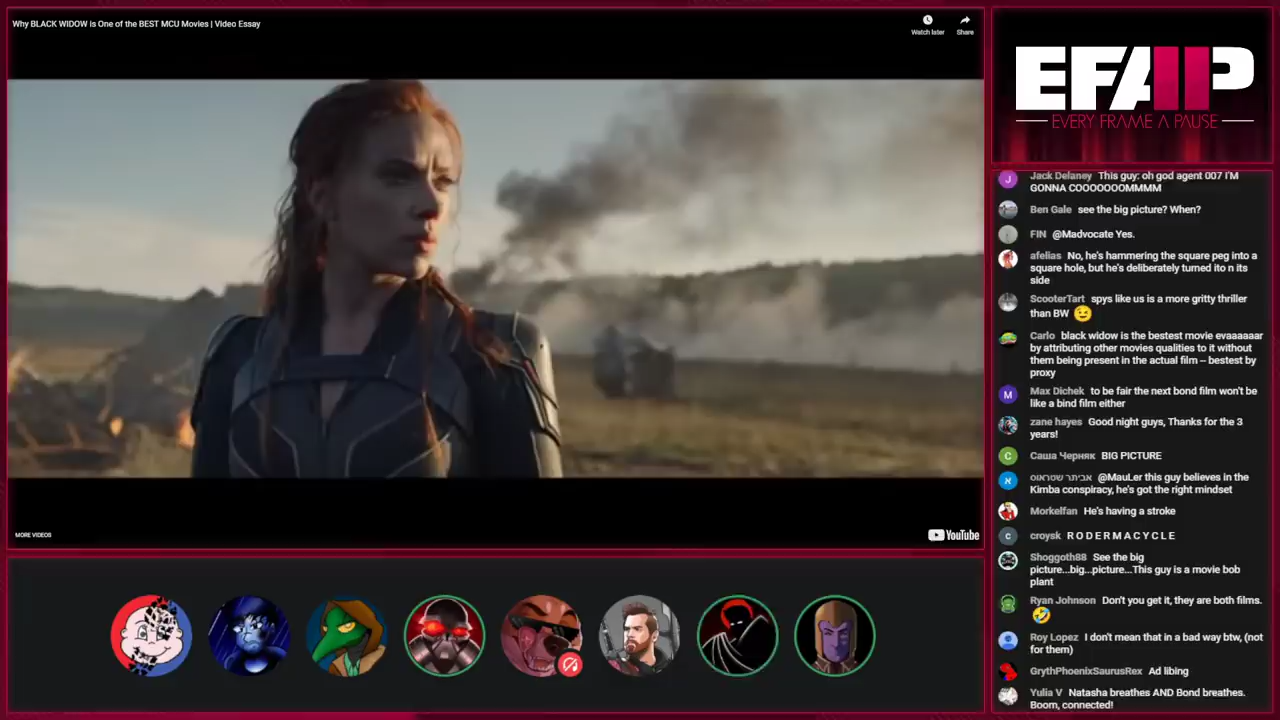 Why BLACK WIDOW is One of the BEST MCU Movies | Video Essay
Watch later
Share
MORE VIDEOS
YouTube
EFAP
EVERY FRAME A PAUSE
Jack Delaney This guy: oh god agent 007 I'M
GONNA COOOOOOOMMMM
Ben Gale see the big picture? When?
FIN @Madvocate Yes.
afelias No, he's hammering the square peg into a
square hole, but he's deliberately turned ito n its
side
ScooterTart spys like us is a more gritty thriller
than BW 😉
Carlo black widow is the bestest movie evaaaaaar
by attributing other movies qualities to it without
them being present in the actual film -- bestest by
proxy
M
Max Dichek to be fair the next bond film won't be
like a bind film either
zane hayes Good night guys, Thanks for the 3
years!
C
Саша Черняк BIG PICTURE
א
אביתר שטראוס @MauLer this guy believes in the
Kimba conspiracy, he's got the right mindset
Morkelfan He's having a stroke
c
croysk R O D E R M A C Y C L E
Shoggoth88 See the big
picture...big...picture...This guy is a movie bob
plant
Ryan Johnson Don't you get it, they are both films.
🤣
Roy Lopez I don't mean that in a bad way btw, (not
for them)
GrythPhoenixSaurusRex Ad libing
Yulia V Natasha breathes AND Bond breathes.
Boom, connected!